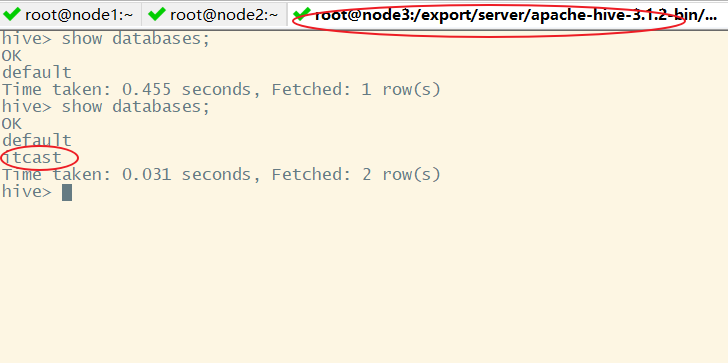 root@node1:~ root@node2:~ root@node3:/export/server/apache-hive-3.1.2-bin/...
hive> show databases;
OK
default
Time taken: 0.455 seconds, Fetched: 1 row(s)
hive> show databases;
OK
default
itcast
Time taken: 0.031 seconds, Fetched: 2 row(s)
hive>